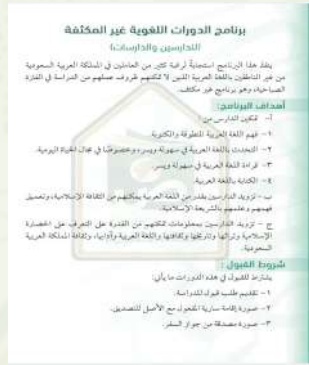 برنامج الدورات اللغوية غير المكثفة
(للدارسين والدارسات)
ينفذ هذا البرنامج استجابة لرغبة كثير من العاملين في المملكة العربية السعودية
من غير الناطقين باللغة العربية الذين لا تمكنهم ظروف عملهم من الدراسة في الفترة
الصباحية، وهو برنامج غير مكثف.
أهداف البرنامج:
أ- تمكين الدارس من :
١- فهم اللغة العربية المنطوقة والمكتوبة.
٢- التحدث باللغة العربية في سهولة ويسر، وخصوصا في مجال الحياة اليومية.
٣- قراءة اللغة العربية في سهولة ويسر.
٤- الكتابة باللغة العربية.
ب- تزويد الدارسين بقدر من اللغة العربية يمكنهم من الثقافة الإسلامية، وتعميق
فهمهم وعلمهم بالشريعة الإسلامية.
ج - تزويد الدارسين بمعلومات تمكنهم من القدرة على التعرف على الحضارة
الإسلامية وتراثها وتاريخها وثقافتها واللغة العربية وآدابها، وثقافة المملكة العربية
السعودية.
شروط القبول :
يشترط للقبول في هذه الدورات ما يأتي:
١- تقديم طلب قبول للدراسة.
٢- صورة إقامة سارية المفعول مع الأصل للتصديق.
٣- صورة مصدقة من جواز السفر.